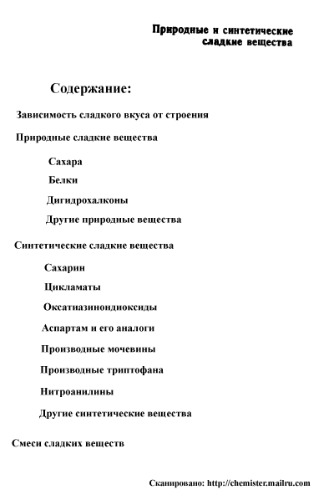 Природные и синтетические
сладкие вещества
Содержание:
Зависимость сладкого вкуса от строения
Природные сладкие вещества
Сахара
Белки
Дигидрохалконы
Другие природные вещества
Синтетические сладкие вещества
Сахарин
Цикламаты
Оксатиазинондиоксиды
Аспартам и его аналоги
Производные мочевины
Производные триптофана
Нитроанилины
Другие синтетические вещества
Смеси сладких веществ
Сканировано: http://chemister.mailru.com